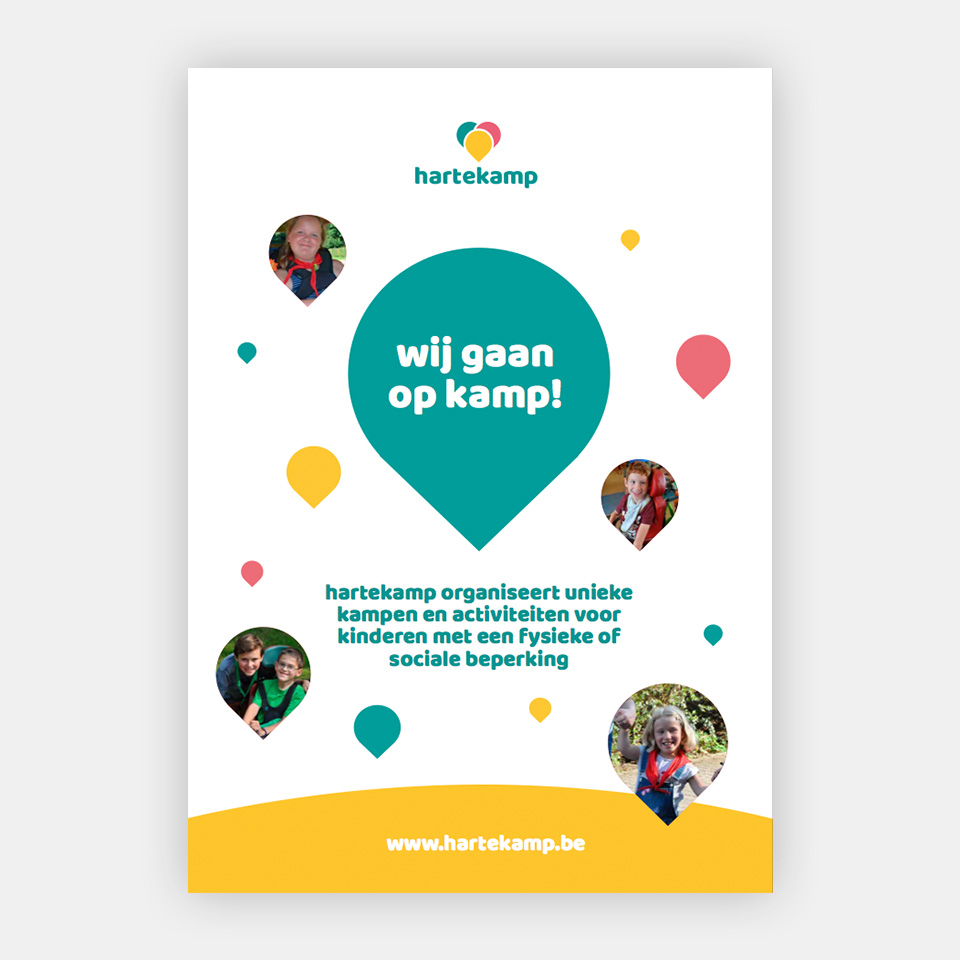 hartekamp
wij gaan
op kamp!
hartekamp organiseert unieke
kampen en activiteiten voor
kinderen met een fysieke of
sociale beperking
www.hartekamp.be